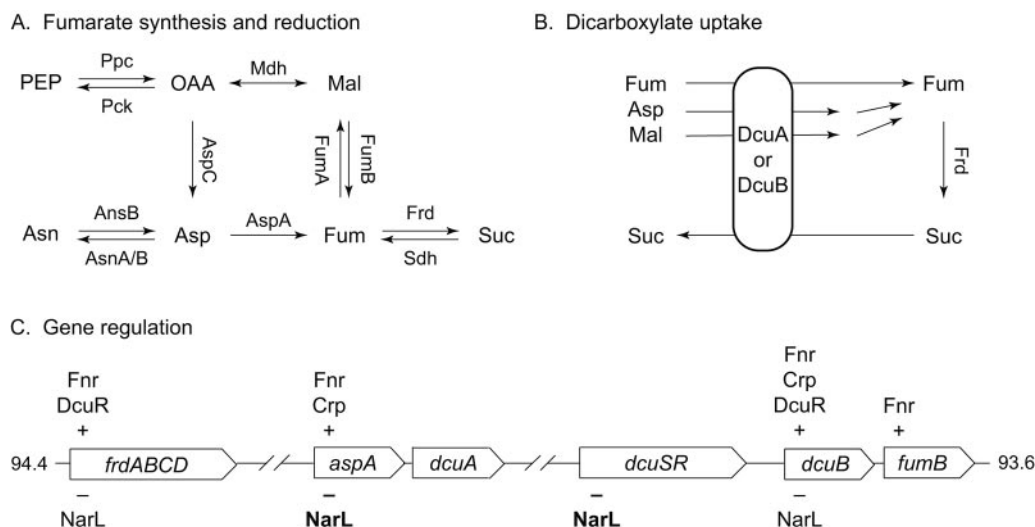 A. Fumarate synthesis and reduction
PEP
Ppc
Pck
OAA
Mdh
Mal
AspC
FumA
FumB
Asn
AnsB
AsnA/B
Asp
AspA
Fum
Frd
Sdh
Suc
B. Dicarboxylate uptake
Fum
Asp
Mal
DcuA
or
DcuB
Fum
Frd
Suc
Suc
C. Gene regulation
Fnr
DcuR
+
Fnr
Crp
+
Fnr
Crp
DcuR
+
Fnr
+
94.4
frdABCD
aspA
dcuA
dcuSR
dcuB
fumB
93.6
–
NarL
–
NarL
–
NarL
–
NarL